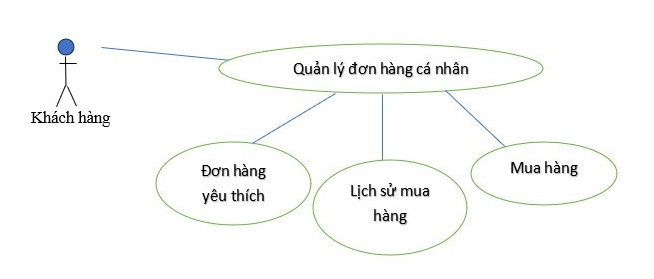 Quản lý đơn hàng cá nhân
Khách hàng
Đơn hàng
yêu thích
Lịch sử mua
hàng
Mua hàng